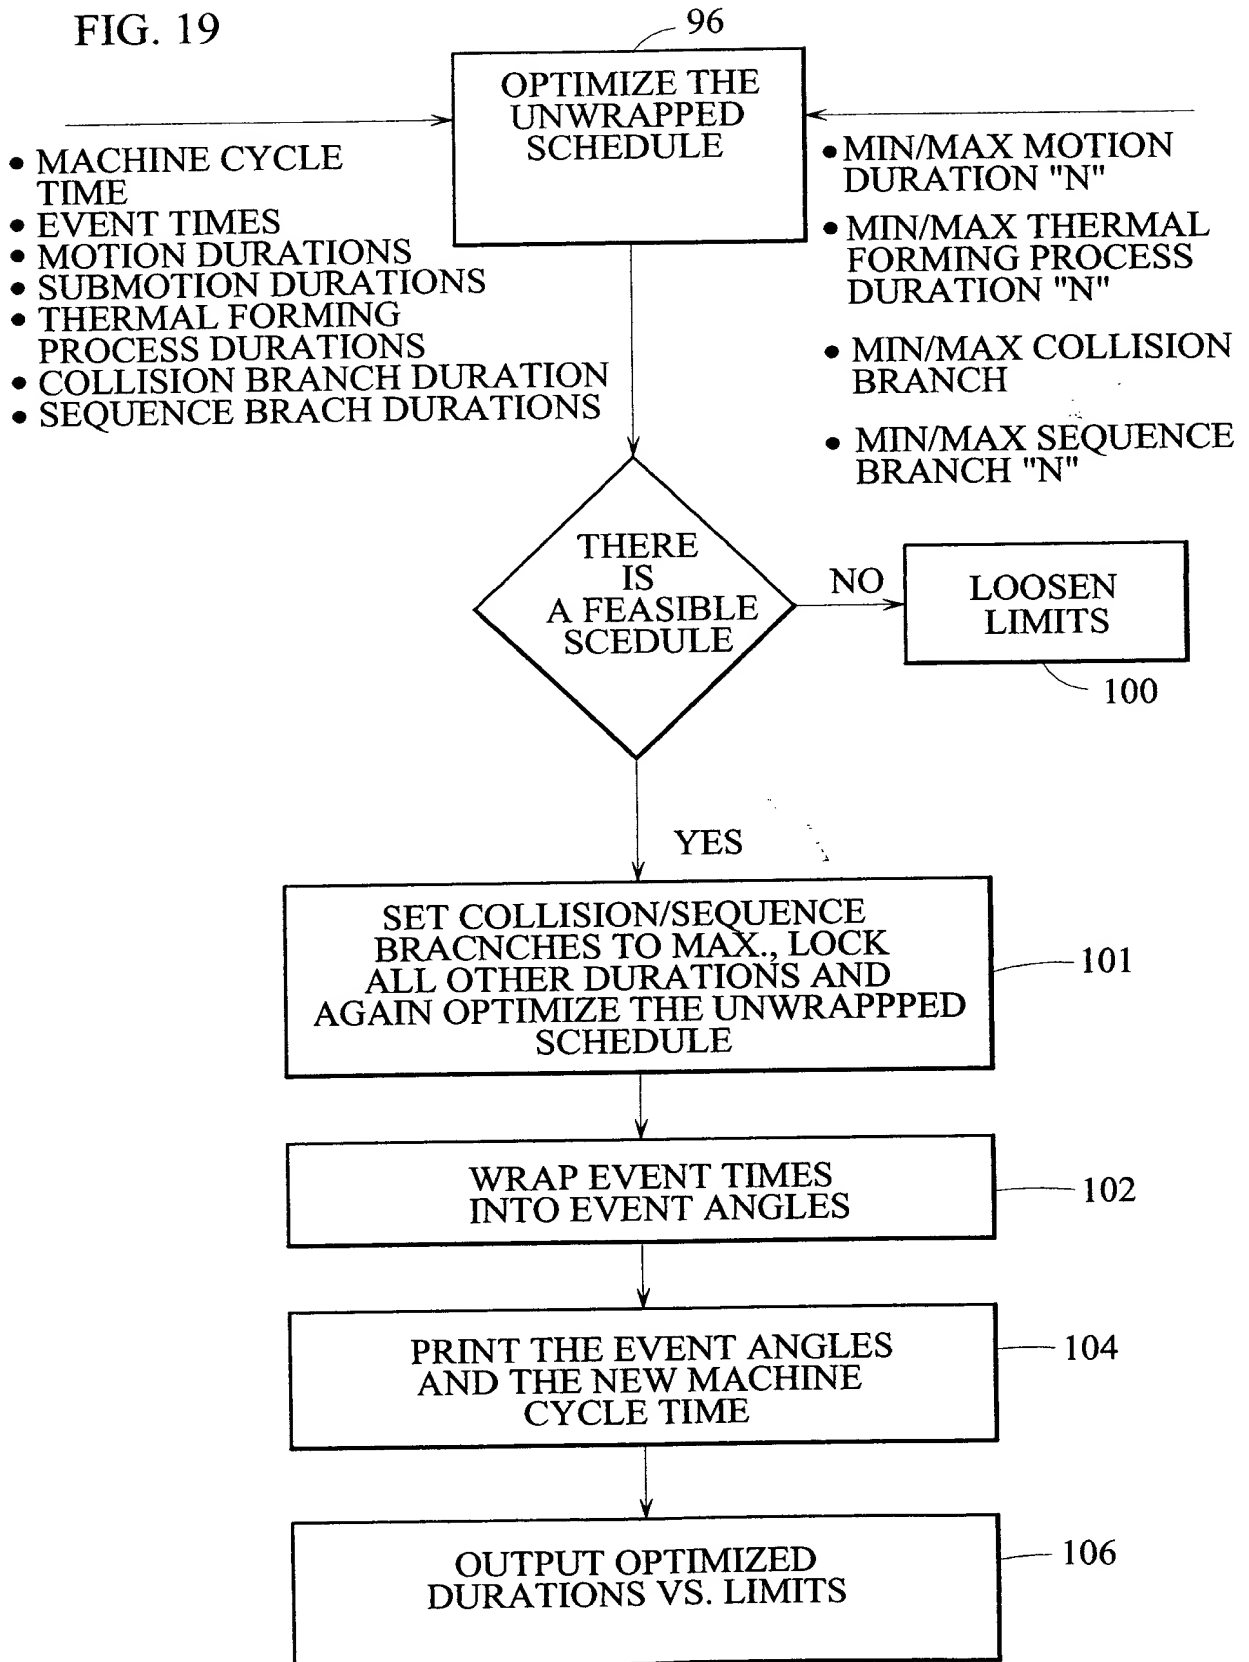 FIG. 19
96
OPTIMIZE THE
UNWRAPPED
SCHEDULE
• MACHINE CYCLE
TIME
• EVENT TIMES
• MOTION DURATIONS
• SUBMOTION DURATIONS
• THERMAL FORMING
PROCESS DURATIONS
• COLLISION BRANCH DURATION
• SEQUENCE BRACH DURATIONS
• MIN/MAX MOTION
DURATION "N"
• MIN/MAX THERMAL
FORMING PROCESS
DURATION "N"
• MIN/MAX COLLISION
BRANCH
• MIN/MAX SEQUENCE
BRANCH "N"
THERE
IS
A FEASIBLE
SCEDULE
NO
LOOSEN
LIMITS
100
YES
SET COLLISION/SEQUENCE
BRACNCHES TO MAX., LOCK
ALL OTHER DURATIONS AND
AGAIN OPTIMIZE THE UNWRAPPPED
SCHEDULE
101
WRAP EVENT TIMES
INTO EVENT ANGLES
102
PRINT THE EVENT ANGLES
AND THE NEW MACHINE
CYCLE TIME
104
OUTPUT OPTIMIZED
DURATIONS VS. LIMITS
106